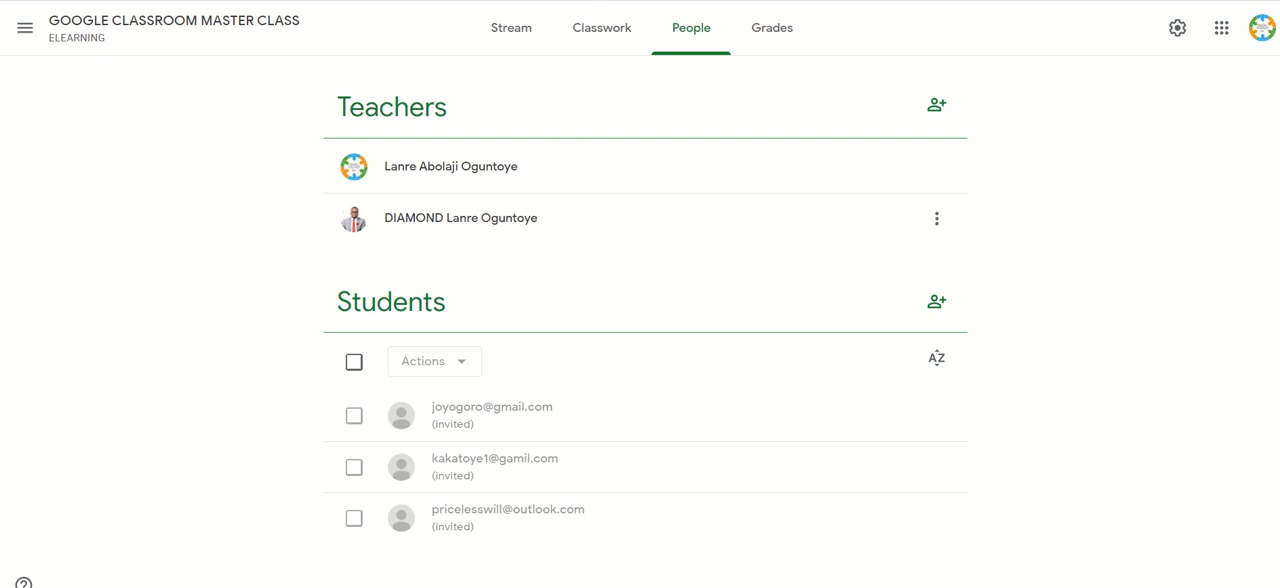 GOOGLE CLASSROOM MASTER CLASS
ELEARNING
Stream Classwork People Grades
Teachers
Lanre Abolaji Oguntoye
DIAMOND Lanre Oguntoye
Students
Actions
AZ
joyogoro@gmail.com
(invited)
kakatoye1@gamil.com
(invited)
pricelesswill@outlook.com
(invited)